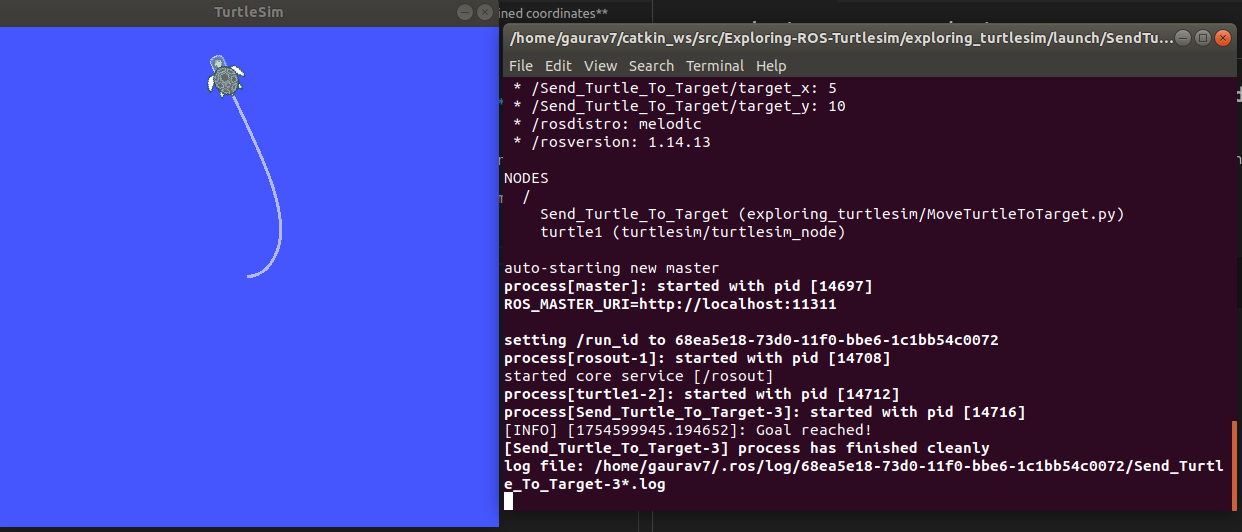 TurtleSim
ined coordinates**
/home/gaurav7/catkin_ws/src/Exploring-ROS-Turtlesim/exploring_turtlesim/launch/SendTu...
File Edit View Search Terminal Help
* /Send_Turtle_To_Target/target_x: 5
* /Send_Turtle_To_Target/target_y: 10
* /rosdistro: melodic
* /rosversion: 1.14.13
NODES
/
Send_Turtle_To_Target (exploring_turtlesim/MoveTurtleToTarget.py)
turtle1 (turtlesim/turtlesim_node)
auto-starting new master
process[master]: started with pid [14697]
ROS_MASTER_URI=http://localhost:11311
setting /run_id to 68ea5e18-73d0-11f0-bbe6-1c1bb54c0072
process[rosout-1]: started with pid [14708]
started core service [/rosout]
process[turtle1-2]: started with pid [14712]
process[Send_Turtle_To_Target-3]: started with pid [14716]
[INFO] [1754599945.194652]: Goal reached!
[Send_Turtle_To_Target-3] process has finished cleanly
log file: /home/gaurav7/.ros/log/68ea5e18-73d0-11f0-bbe6-1c1bb54c0072/Send_Turtl
e_To_Target-3*.log